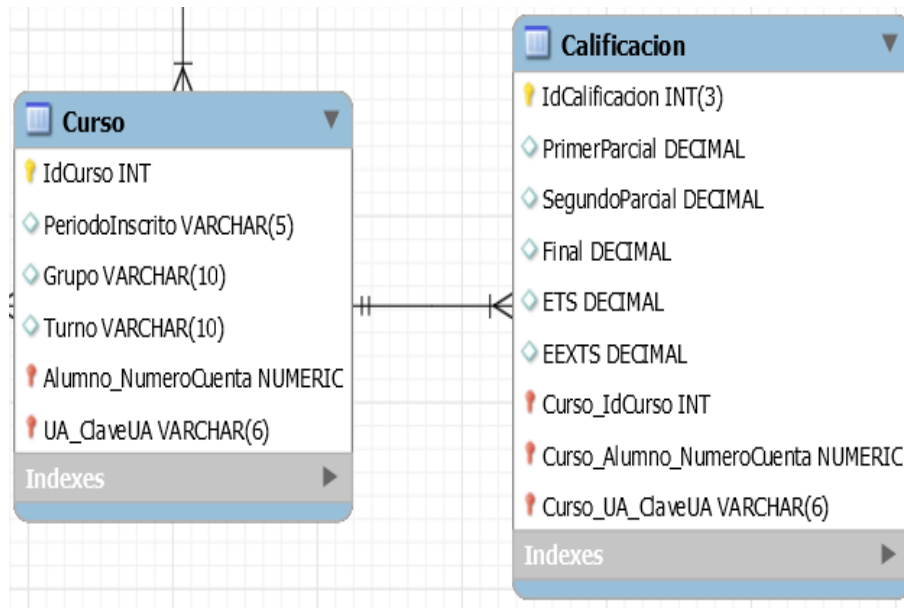 Curso
IdCurso INT
PeriodoInscrito VARCHAR(5)
Grupo VARCHAR(10)
Turno VARCHAR(10)
Alumno_NumeroCuenta NUMERIC
UA_ClaveUA VARCHAR(6)
Indexes
Calificacion
IdCalificacion INT(3)
PrimerParcial DECIMAL
SegundoParcial DECIMAL
Final DECIMAL
ETS DECIMAL
EEXTS DECIMAL
Curso_IdCurso INT
Curso_Alumno_NumeroCuenta NUMERIC
Curso_UA_ClaveUA VARCHAR(6)
Indexes